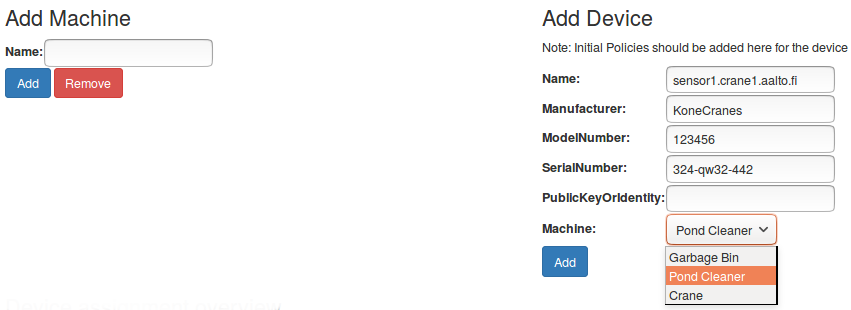 Add Machine
Name:
Add Remove
Add Device
Note: Initial Policies should be added here for the device
Name: sensor1.crane1.aalto.fi
Manufacturer: KoneCranes
ModelNumber: 123456
SerialNumber: 324-qw32-442
PublicKeyOrIdentity:
Machine: Pond Cleaner
Add
Garbage Bin
Pond Cleaner
Crane